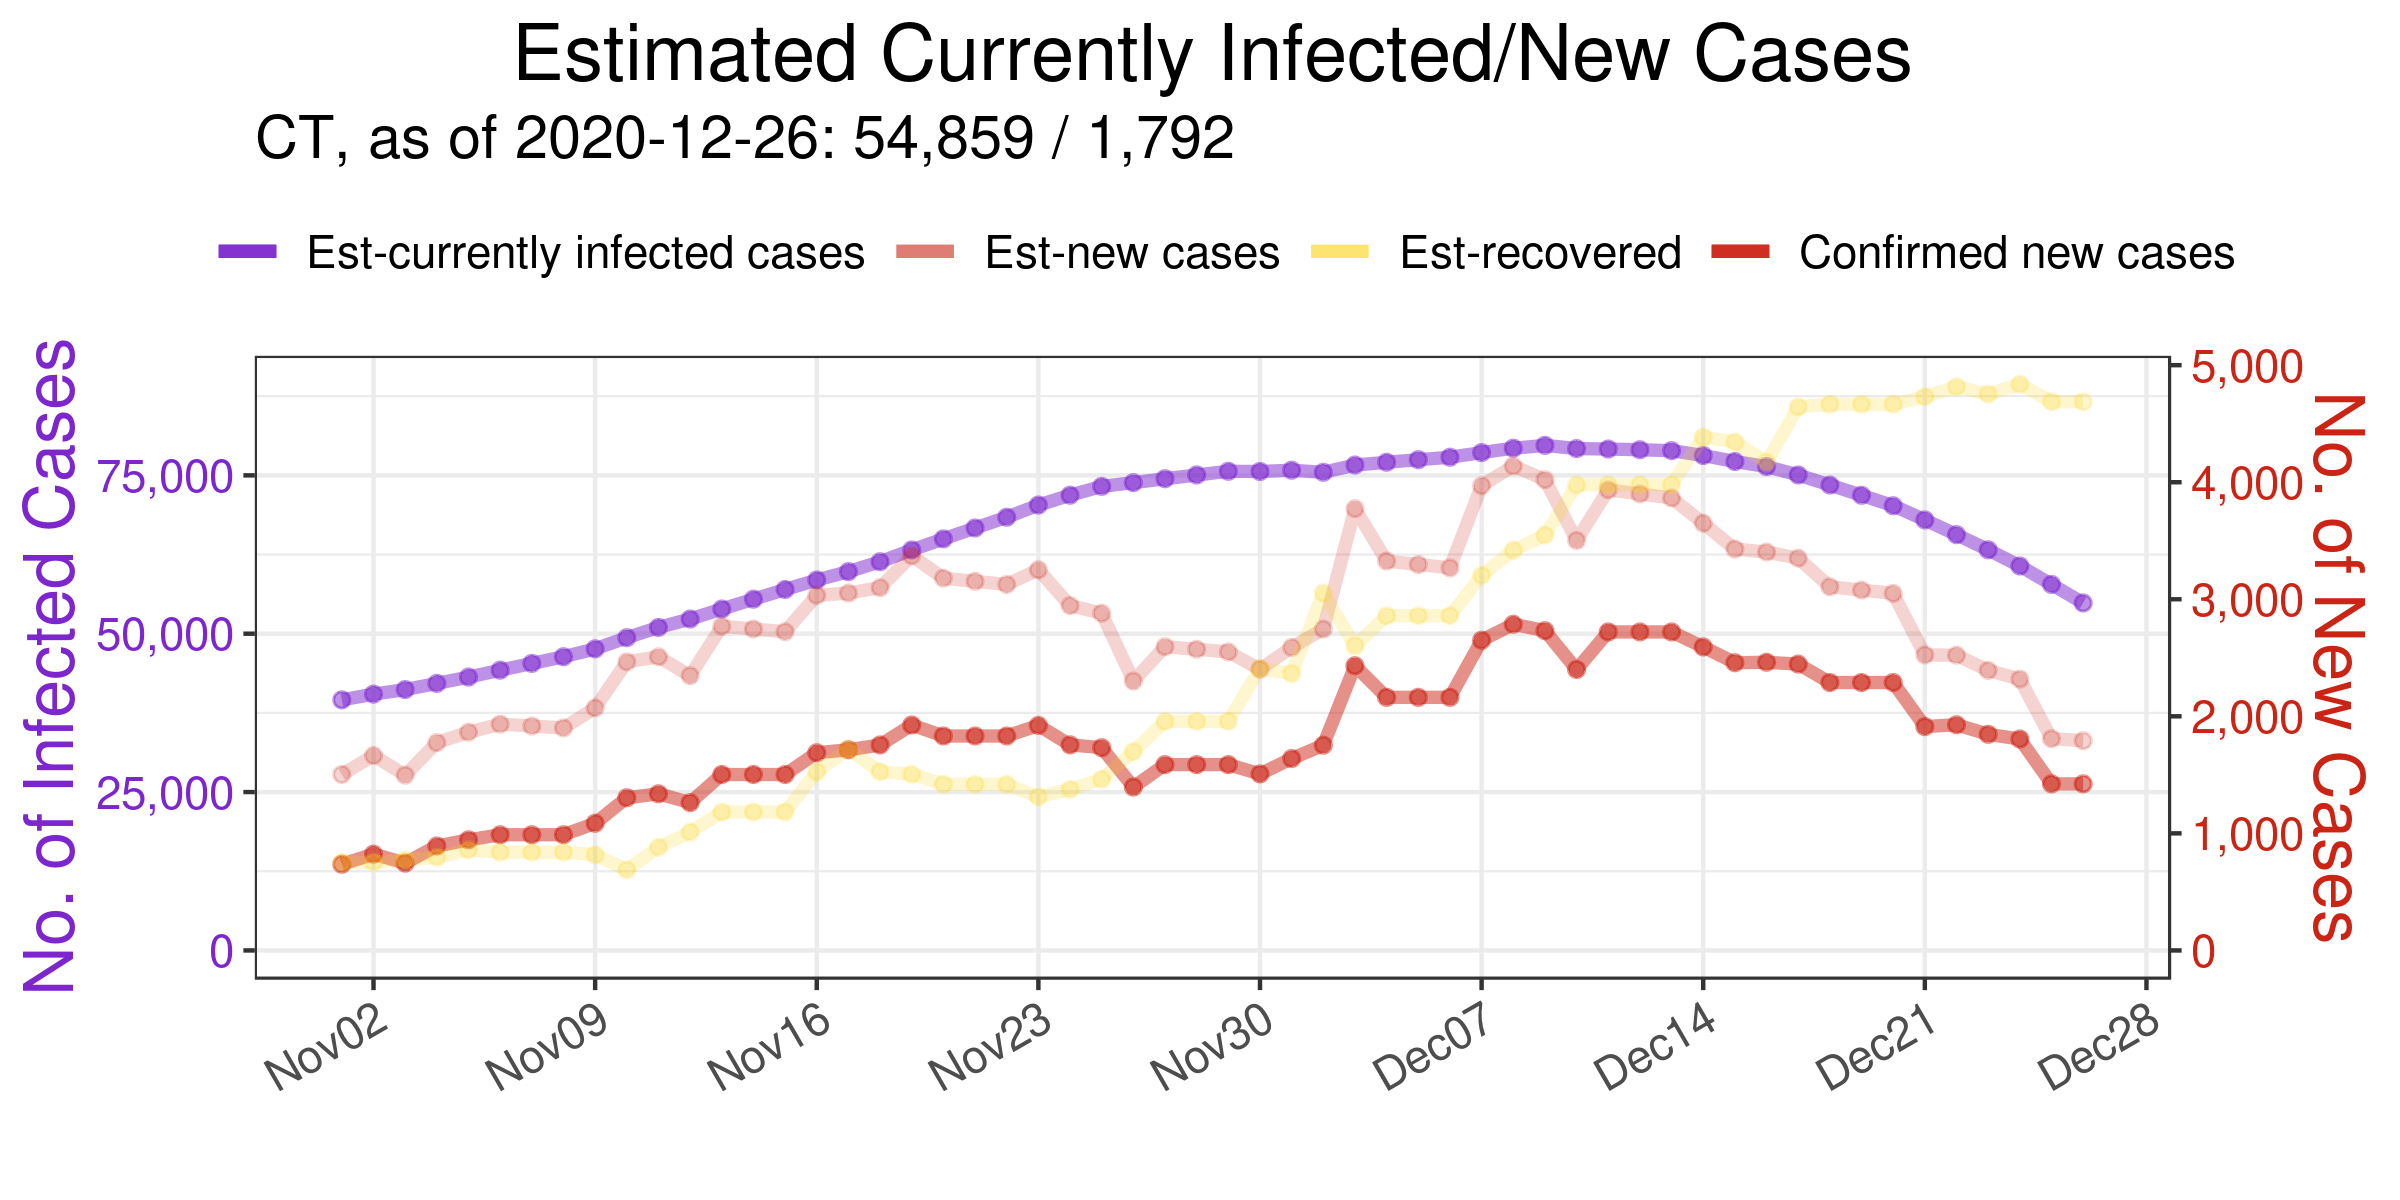 Estimated Currently Infected/New Cases
CT, as of 2020-12-26: 54,859 / 1,792
Est-currently infected cases
Est-new cases
Est-recovered
Confirmed new cases
No. of Infected Cases
75,000
50,000
25,000
0
5,000
4,000
3,000
2,000
1,000
0
No. of New Cases
Nov02
Nov09
Nov16
Nov23
Nov30
Dec07
Dec14
Dec21
Dec28